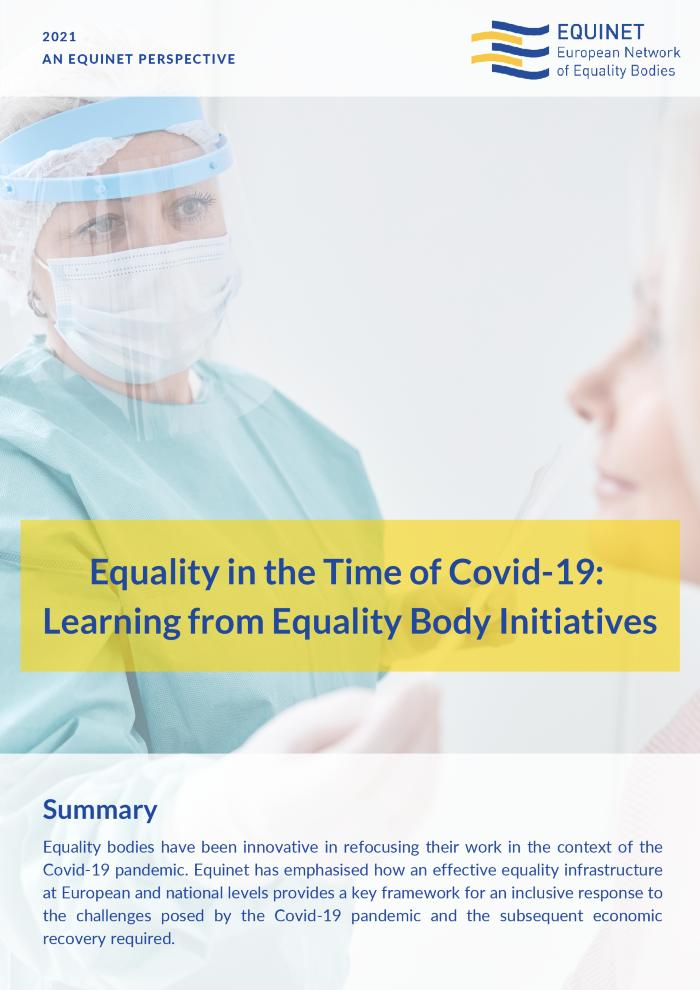 2021
AN EQUINET PERSPECTIVE
EQUINET
European Network
of Equality Bodies
Equality in the Time of Covid-19:
Learning from Equality Body Initiatives
Summary
Equality bodies have been innovative in refocusing their work in the context of the
Covid-19 pandemic. Equinet has emphasised how an effective equality infrastructure
at European and national levels provides a key framework for an inclusive response to
the challenges posed by the Covid-19 pandemic and the subsequent economic
recovery required.